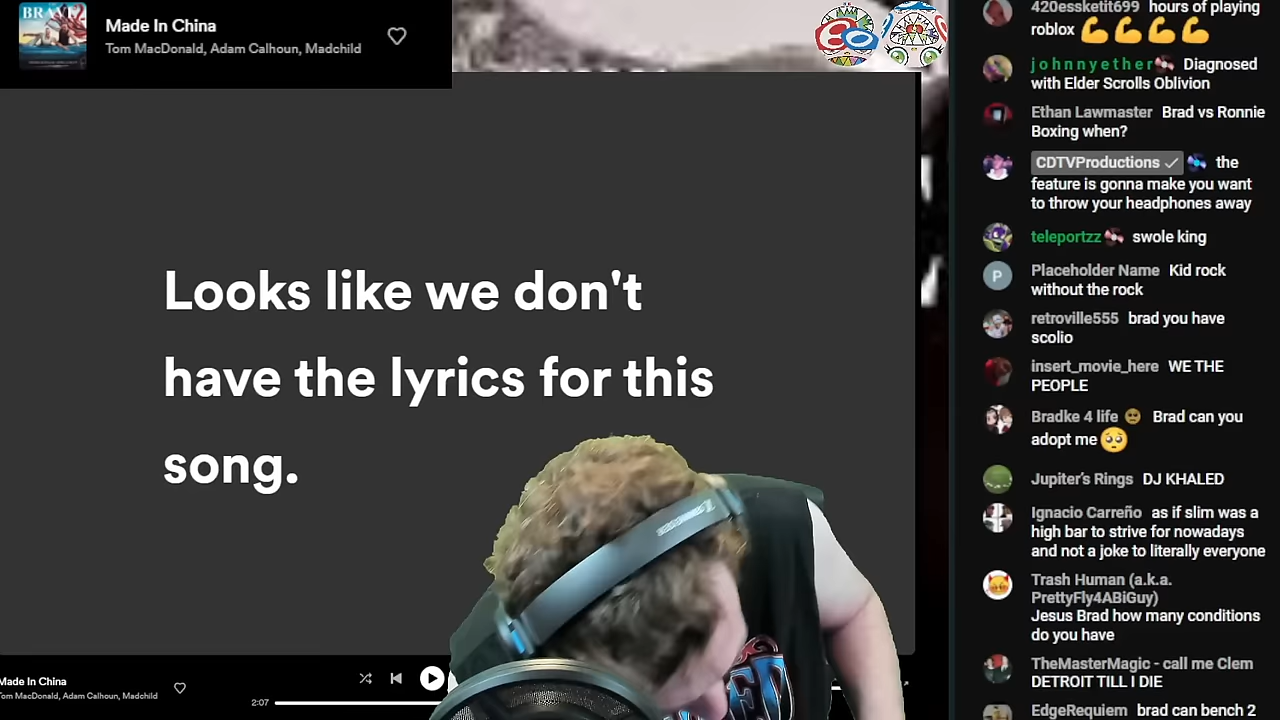 BRAVE
Made In China
Tom MacDonald, Adam Calhoun, Madchild
Looks like we don't
have the lyrics for this
song.
Made In China
Tom MacDonald, Adam Calhoun, Madchild
2:07
420essketit699 hours of playing
roblox 💪💪💪💪
johnnyether Diagnosed
with Elder Scrolls Oblivion
Ethan Lawmaster Brad vs Ronnie
Boxing when?
CDTVProductions ✓ the
feature is gonna make you want
to throw your headphones away
teleportzz swole king
P
Placeholder Name Kid rock
without the rock
retroville555 brad you have
scolio
insert_movie_here WE THE
PEOPLE
Bradke 4 life Brad can you
adopt me 🥺
Jupiter's Rings DJ KHALED
Ignacio Carreño as if slim was a
high bar to strive for nowadays
and not a joke to literally everyone
Trash Human (a.k.a.
PrettyFly4ABiGuy)
Jesus Brad how many conditions
do you have
TheMasterMagic - call me Clem
DETROIT TILL I DIE
EdgeRequiem brad can bench 2